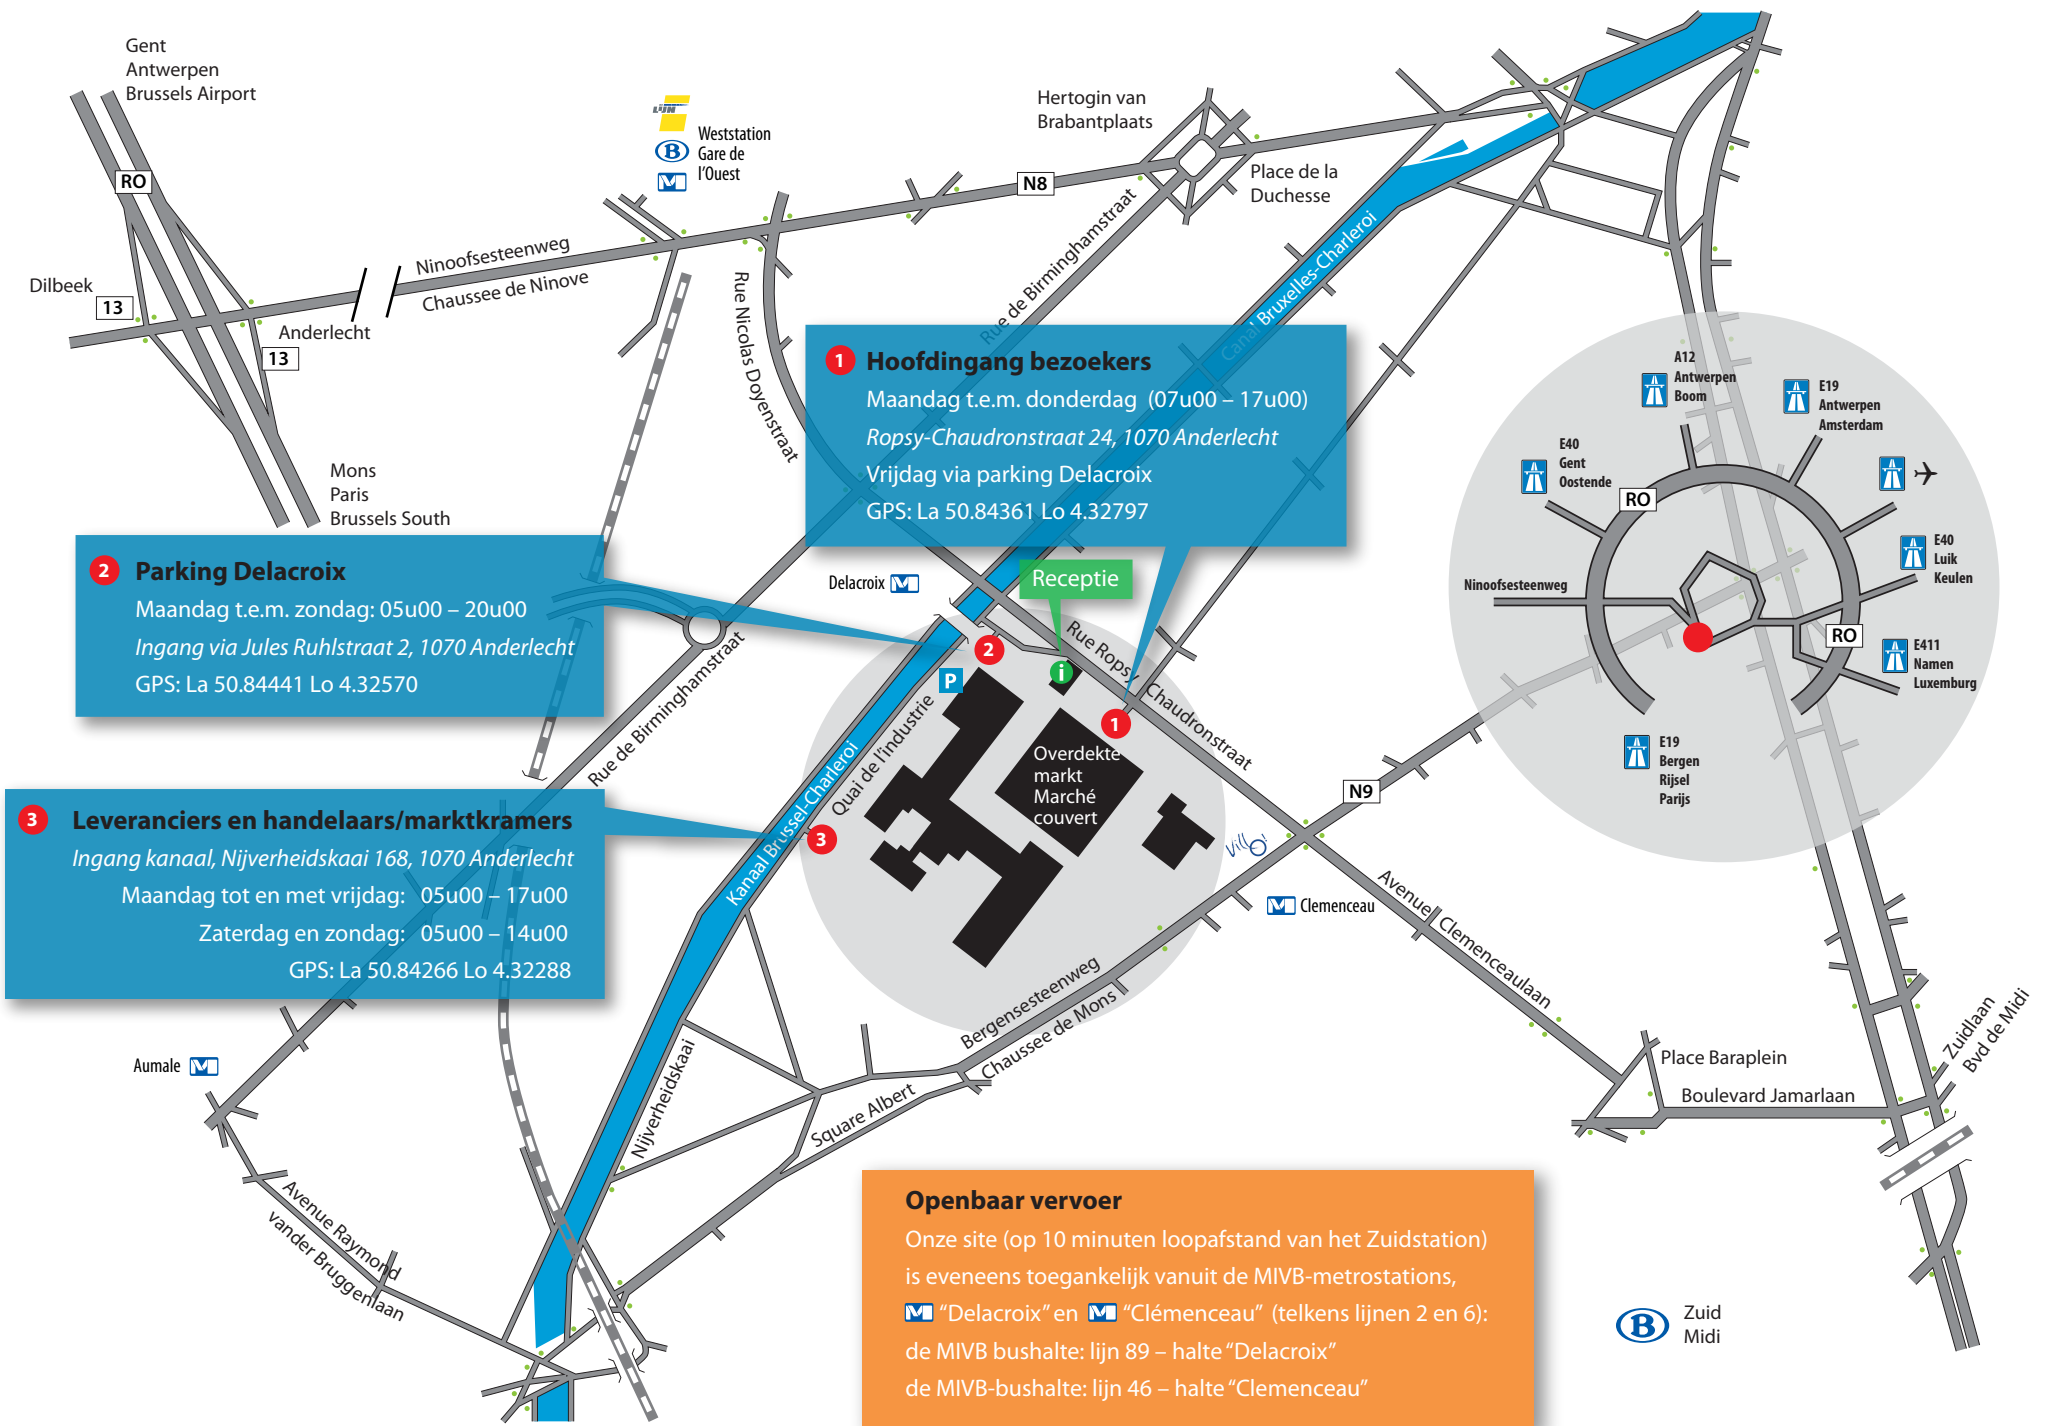 Gent
Antwerpen
Brussels Airport
RO
Dilbeek
13
Anderlecht
13
Ninoofsesteenweg
Chaussee de Ninove
Mons
Paris
Brussels South
LIJN
Weststation
B
Gare de
l'Ouest
M
N8
Hertogin van
Brabantplaats
Place de la
Duchesse
Rue Nicolas Doyenstraat
Rue de Birminghamstraat
Canal Bruxelles-Charleroi
1 Hoofdingang bezoekers
Maandag t.e.m. donderdag (07u00 – 17u00)
Ropsy-Chaudronstraat 24, 1070 Anderlecht
Vrijdag via parking Delacroix
GPS: La 50.84361 Lo 4.32797
2 Parking Delacroix
Maandag t.e.m. zondag: 05u00 – 20u00
Ingang via Jules Ruhlstraat 2, 1070 Anderlecht
GPS: La 50.84441 Lo 4.32570
3 Leveranciers en handelaars/marktkramers
Ingang kanaal, Nijverheidskaai 168, 1070 Anderlecht
Maandag tot en met vrijdag: 05u00 – 17u00
Zaterdag en zondag: 05u00 – 14u00
GPS: La 50.84266 Lo 4.32288
Delacroix M
Receptie
i
2
P
1
3
Rue Ropsy Chaudronstraat
Overdekte
markt
Marché
couvert
Quai de l'industrie
Kanaal Brussel-Charleroi
Rue de Birminghamstraat
Villo!
N9
M Clemenceau
Avenue Clemenceaulaan
Bergensesteenweg
Chaussee de Mons
Square Albert
Nijverheidskaai
Aumale M
Avenue Raymond
vander Bruggenlaan
Place Baraplein
Boulevard Jamarlaan
Zuidlaan
Bvd de Midi
A12
Antwerpen
Boom
E19
Antwerpen
Amsterdam
E40
Gent
Oostende
RO
E40
Luik
Keulen
Ninoofsesteenweg
RO
E411
Namen
Luxemburg
E19
Bergen
Rijsel
Parijs
Openbaar vervoer
Onze site (op 10 minuten loopafstand van het Zuidstation)
is eveneens toegankelijk vanuit de MIVB-metrostations,
M “Delacroix” en M “Clémenceau” (telkens lijnen 2 en 6):
de MIVB bushalte: lijn 89 – halte “Delacroix”
de MIVB-bushalte: lijn 46 – halte “Clemenceau”
B
Zuid
Midi